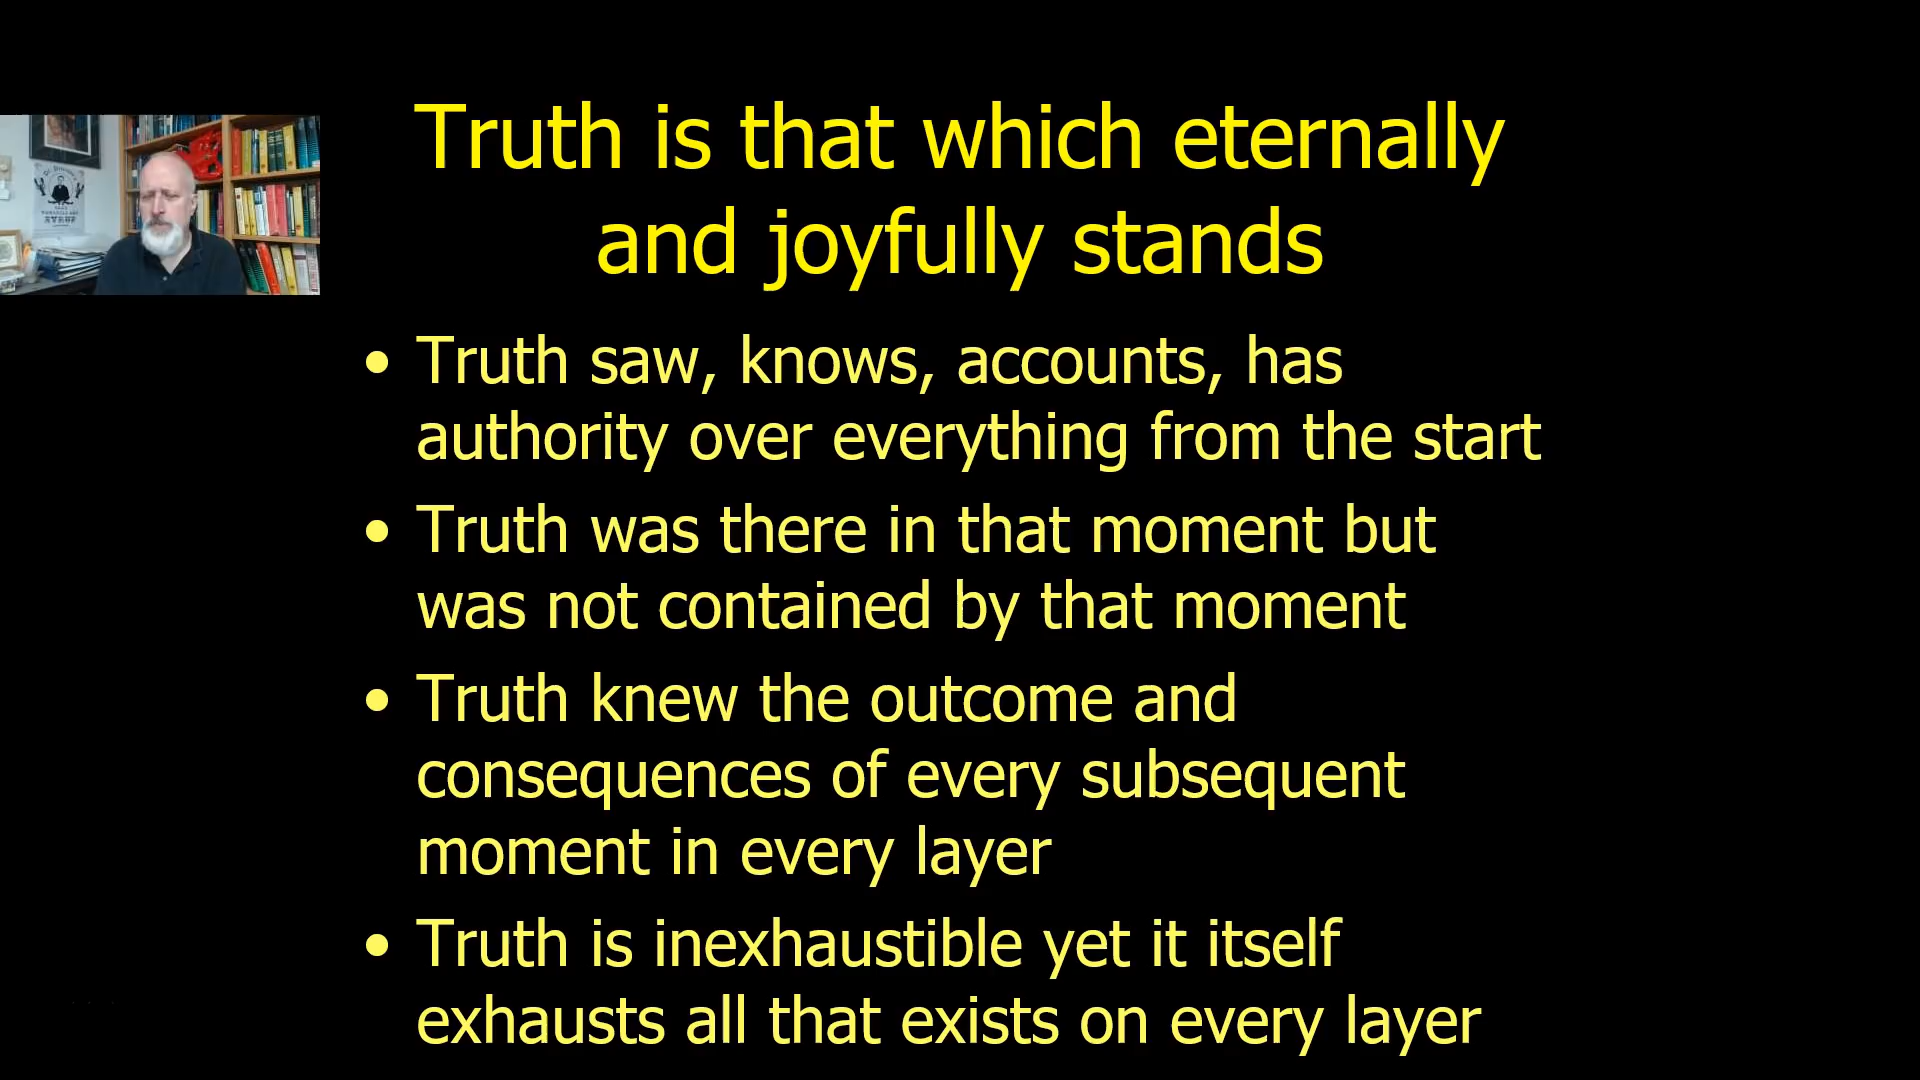 Truth is that which eternally
and joyfully stands
• Truth saw, knows, accounts, has
authority over everything from the start
• Truth was there in that moment but
was not contained by that moment
• Truth knew the outcome and
consequences of every subsequent
moment in every layer
• Truth is inexhaustible yet it itself
exhausts all that exists on every layer
SYRUP